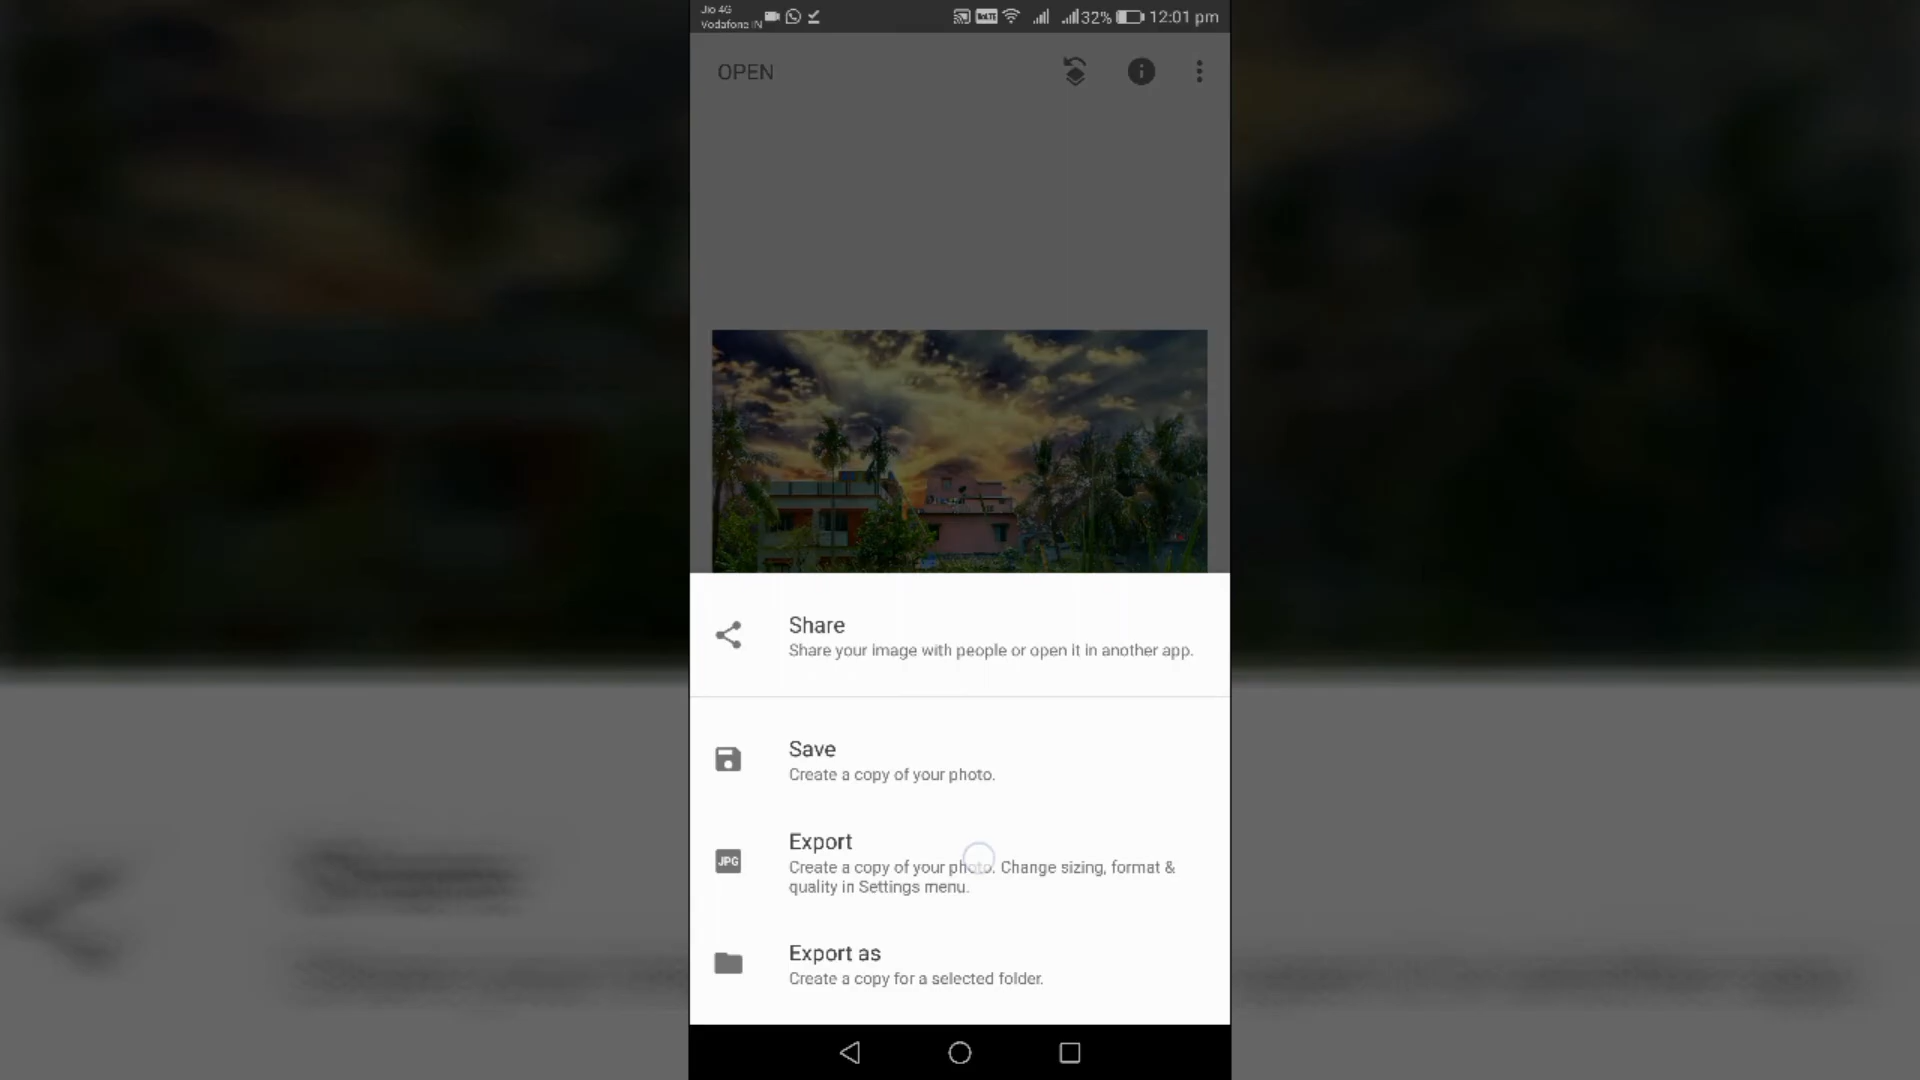 Jio 4G
Vodafone IN
VoLTE
32%
12:01 pm
OPEN
Share
Share your image with people or open it in another app.
Save
Create a copy of your photo.
JPG
Export
Create a copy of your photo. Change sizing, format &
quality in Settings menu.
Export as
Create a copy for a selected folder.